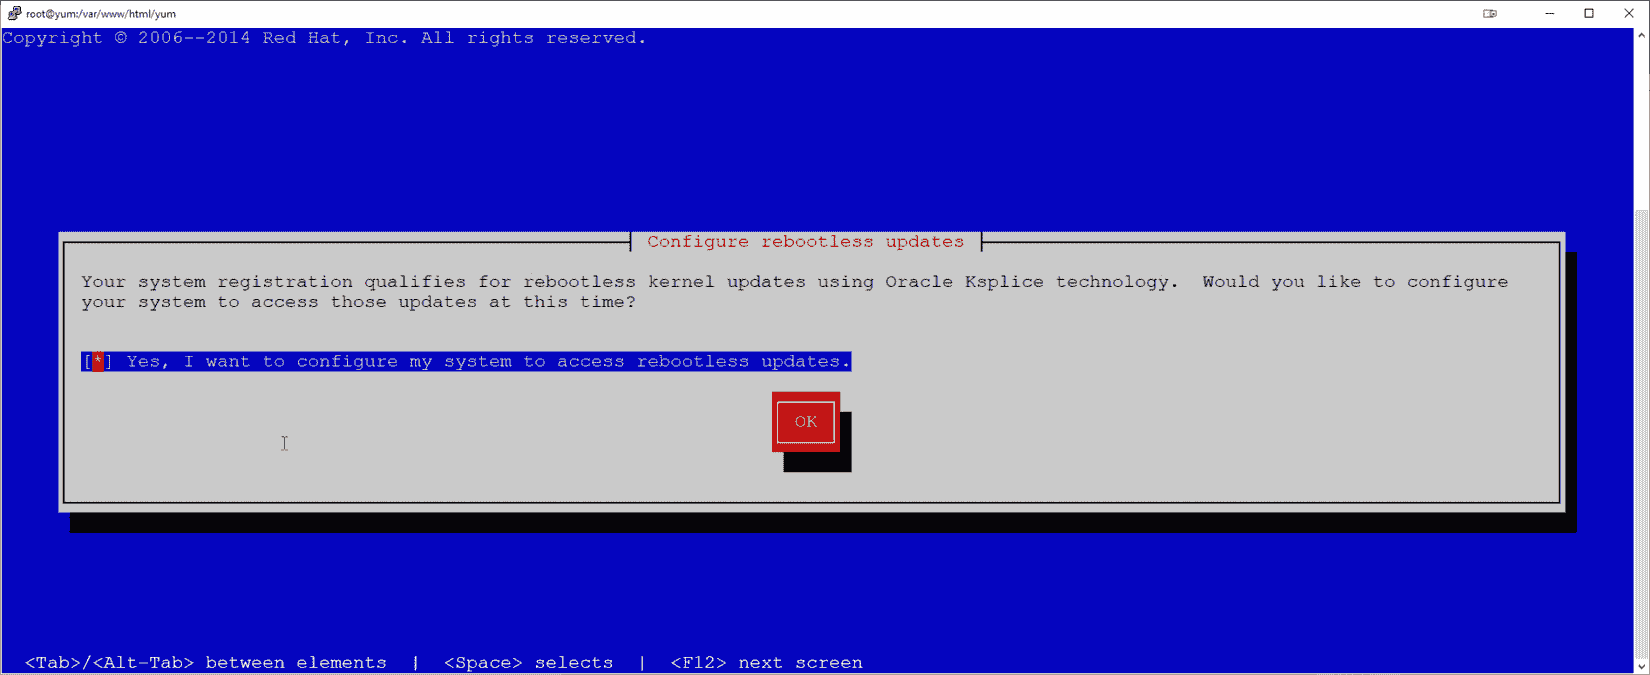 root@yum:/var/www/html/yum
Copyright © 2006--2014 Red Hat, Inc. All rights reserved.
Configure rebootless updates
Your system registration qualifies for rebootless kernel updates using Oracle Ksplice technology.  Would you like to configure
your system to access those updates at this time?
[*] Yes, I want to configure my system to access rebootless updates.
OK
<Tab>/<Alt-Tab> between elements  |  <Space> selects  |  <F12> next screen